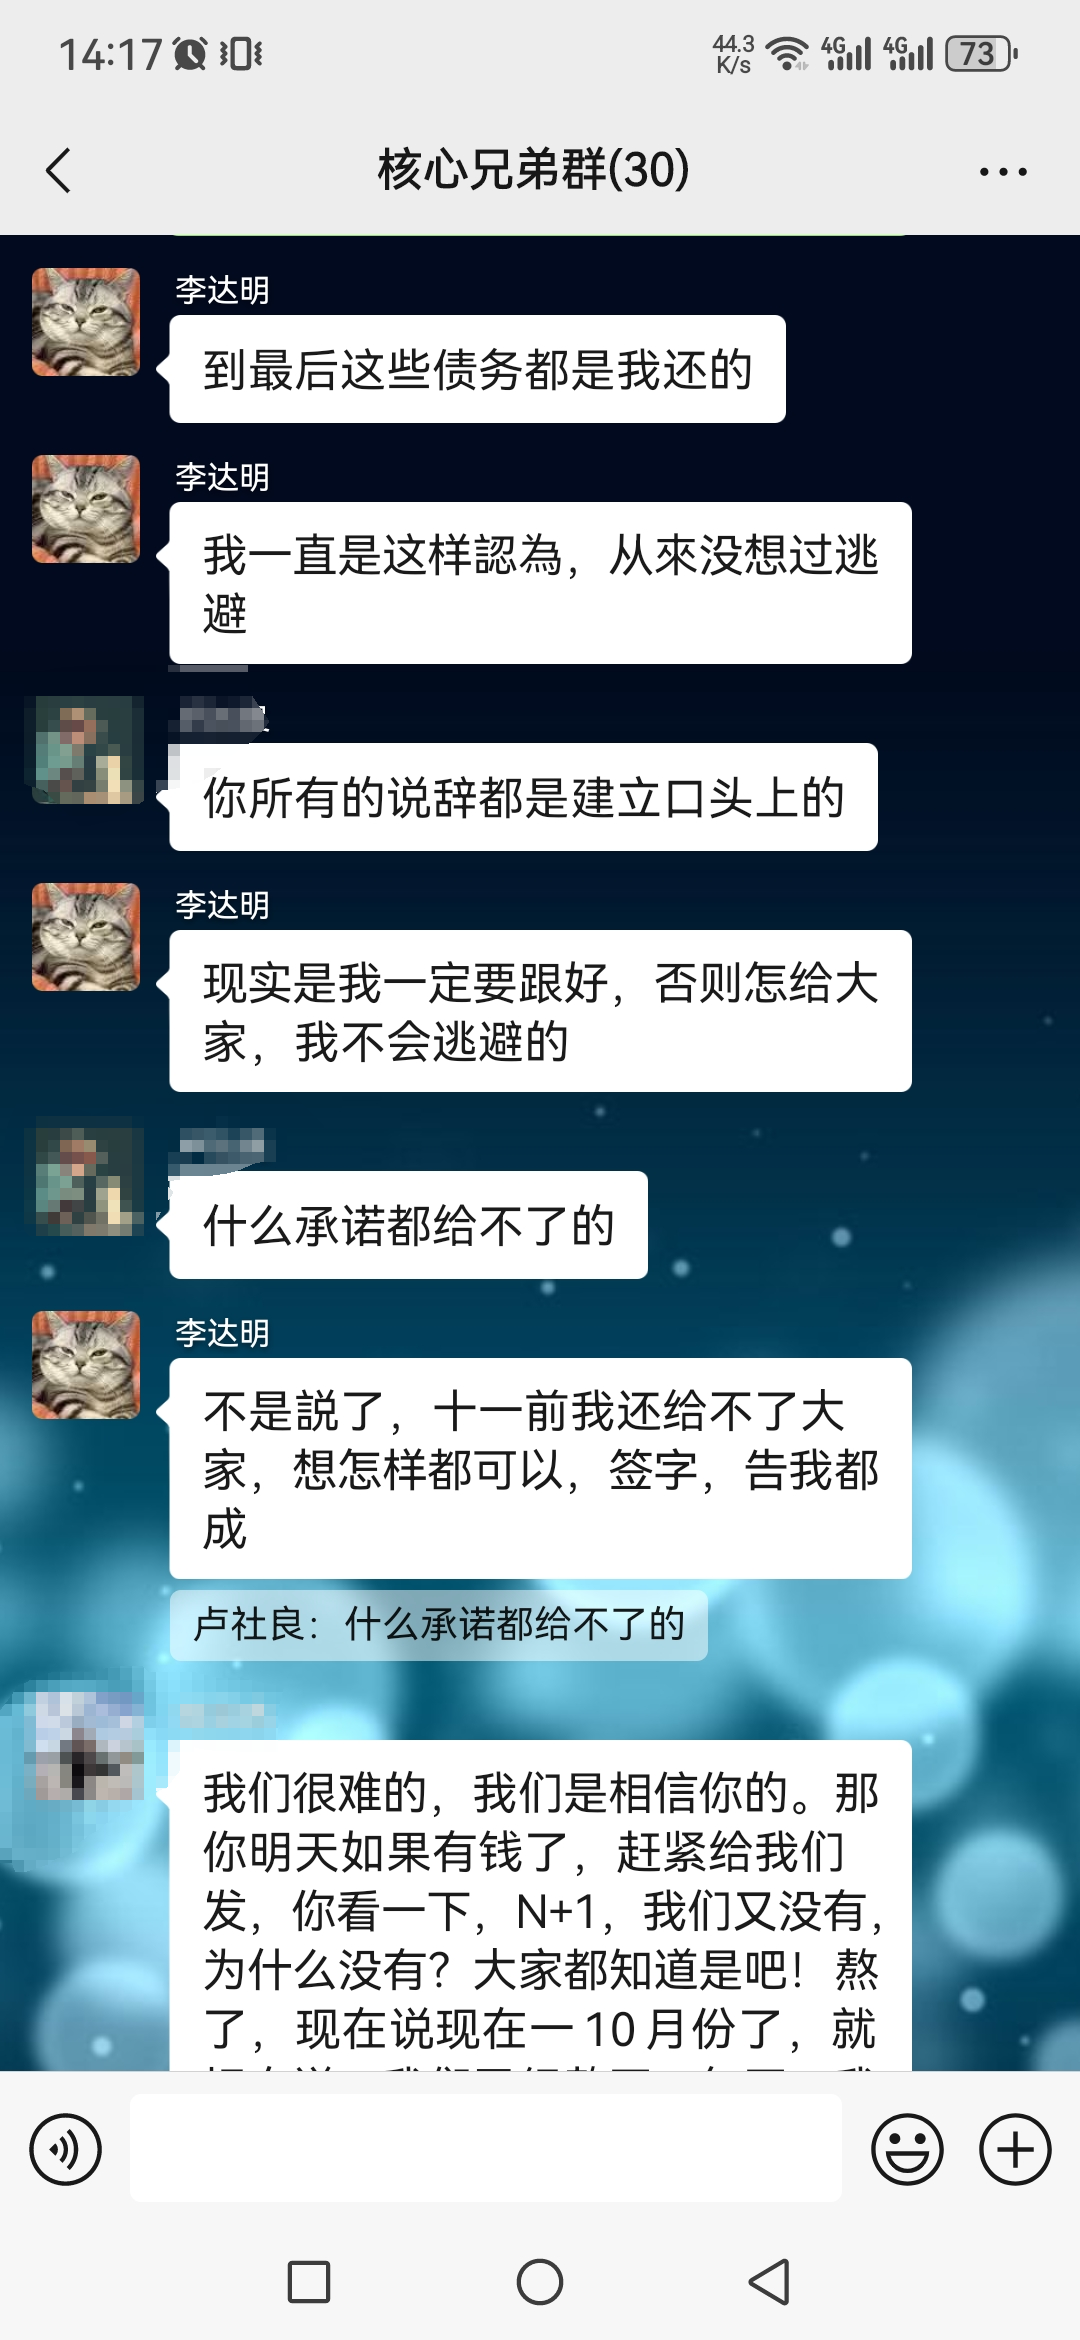 14:17
44.3
K/s
4G
4G
73
核心兄弟群(30)
李达明
到最后这些债务都是我还的
李达明
我一直是这样認為，从來没想过逃
避
你所有的说辞都是建立口头上的
李达明
现实是我一定要跟好，否则怎给大
家，我不会逃避的
什么承诺都给不了的
李达明
不是説了，十一前我还给不了大
家，想怎样都可以，签字，告我都
成
卢社良：什么承诺都给不了的
我们很难的，我们是相信你的。那
你明天如果有钱了，赶紧给我们
发，你看一下，N+1，我们又没有，
为什么没有？大家都知道是吧！熬
了，现在说现在一10月份了，就